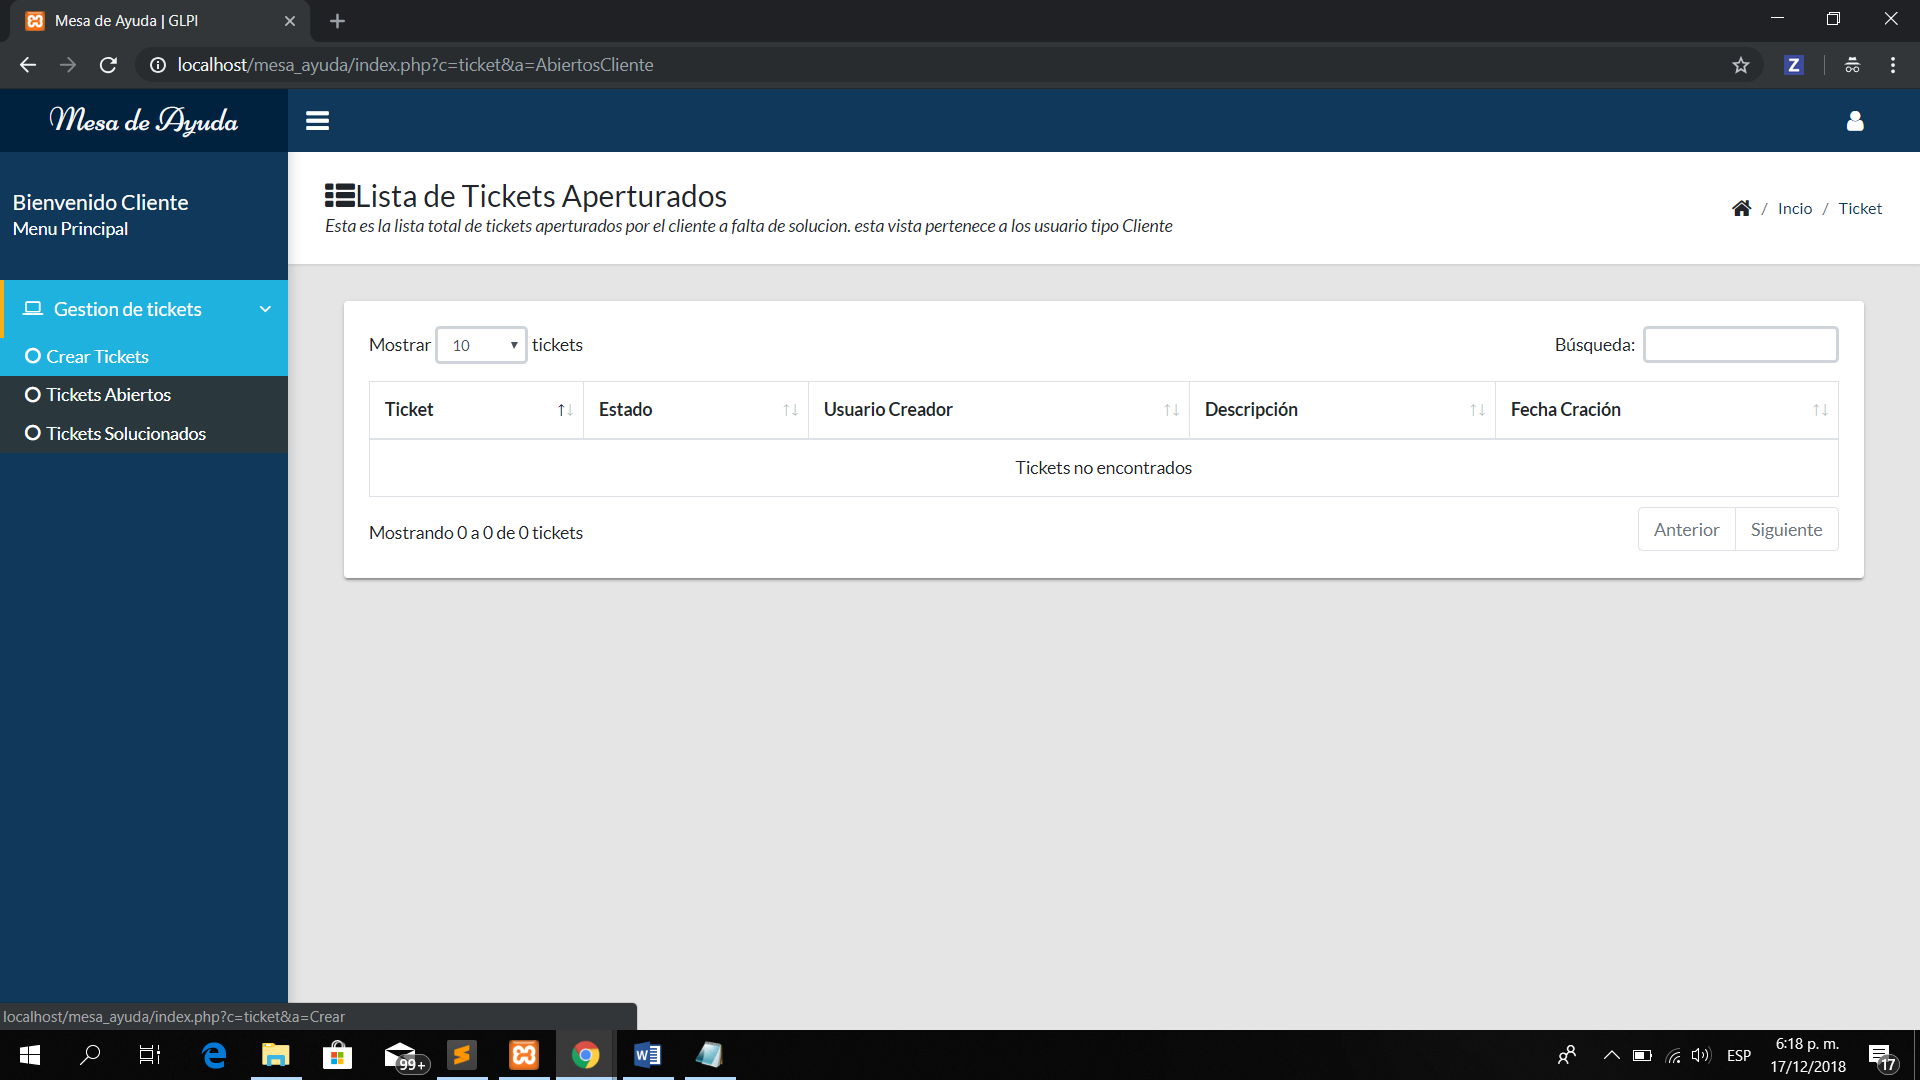 Mesa de Ayuda | GLPI
localhost/mesa_ayuda/index.php?c=ticket&a=AbiertosCliente
Z
Mesa de Ayuda
Bienvenido Cliente
Menu Principal
Gestion de tickets
Crear Tickets
Tickets Abiertos
Tickets Solucionados
Lista de Tickets Aperturados
Esta es la lista total de tickets aperturados por el cliente a falta de solucion. esta vista pertenece a los usuario tipo Cliente
/ Incio / Ticket
Mostrar 10 tickets
Búsqueda:
Ticket Estado Usuario Creador Descripción Fecha Cración
Tickets no encontrados
Mostrando 0 a 0 de 0 tickets
Anterior Siguiente
localhost/mesa_ayuda/index.php?c=ticket&a=Crear
99+
W
ESP
6:18 p. m.
17/12/2018
17